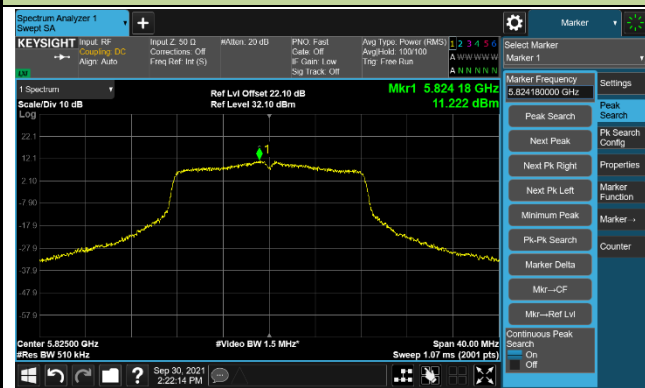 Spectrum Analyzer 1
Swept SA
+
Marker
KEYSIGHT
Input: RF
Coupling: DC
Align: Auto
Input Z: 50 Ω
Corrections: Off
Freq Ref: Int (S)
#Atten: 20 dB
PNO: Fast
Gate: Off
IF Gain: Low
Sig Track: Off
Avg Type: Power (RMS)
Avg|Hold: 100/100
Trig: Free Run
1 2 3 4 5 6
A W W W W W
A N N N N N
LXI
Select Marker
Marker 1
1 Spectrum
Scale/Div 10 dB
Log
Ref Lvl Offset 22.10 dB
Ref Level 32.10 dBm
Mkr1 5.824 18 GHz
11.222 dBm
22.1
12.1
2.10
-7.90
-17.9
-27.9
-37.9
-47.9
-57.9
1
Center 5.82500 GHz
#Res BW 510 kHz
#Video BW 1.5 MHz*
Span 40.00 MHz
Sweep 1.07 ms (2001 pts)
Marker Frequency
5.824180000 GHz
Peak Search
Next Peak
Next Pk Right
Next Pk Left
Minimum Peak
Pk-Pk Search
Marker Delta
Mkr→CF
Mkr→Ref Lvl
Continuous Peak
Search
On
Off
Settings
Peak
Search
Pk Search
Config
Properties
Marker
Function
Marker→
Counter
?
Sep 30, 2021
2:22:14 PM